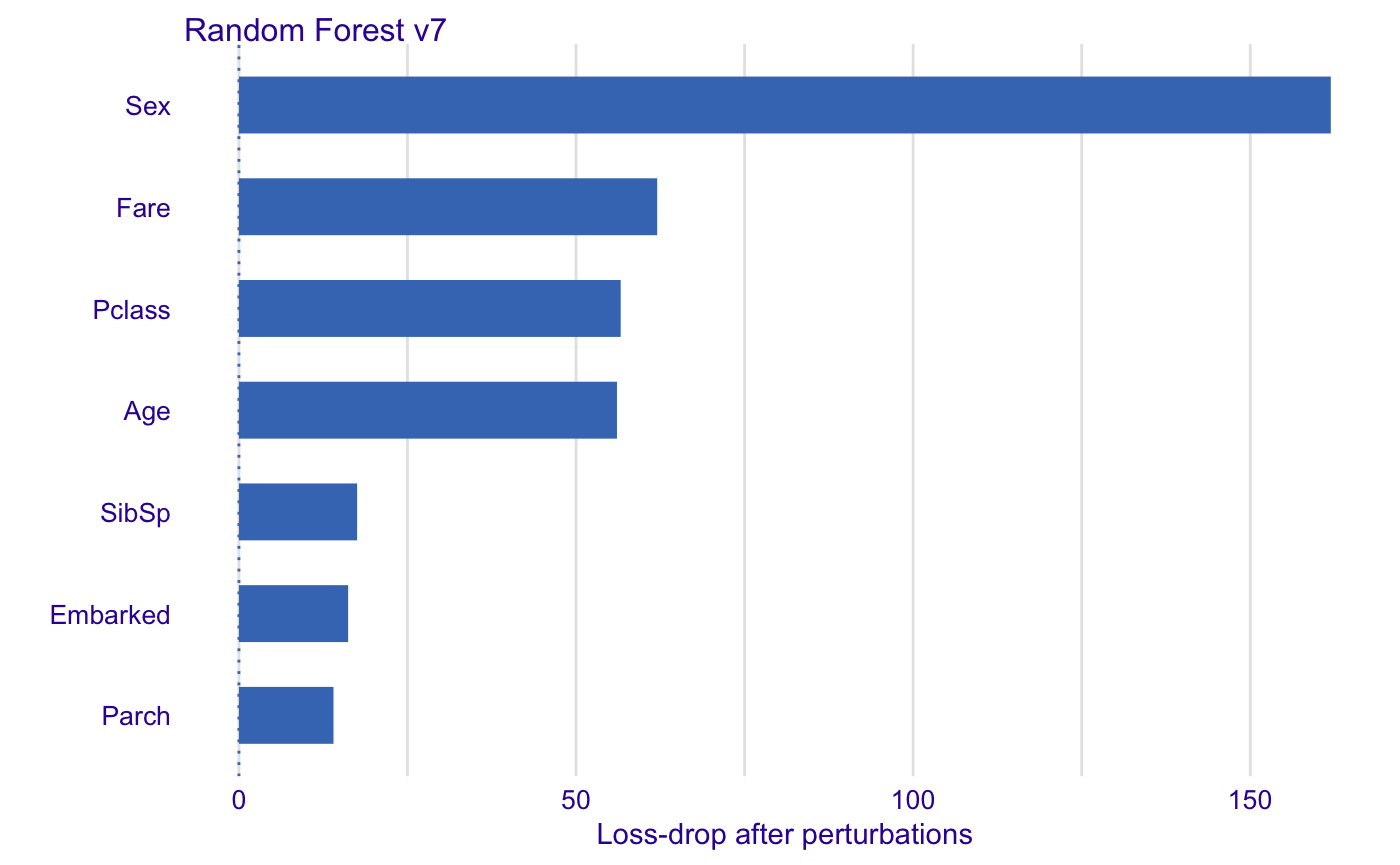 Random Forest v7
Sex
Fare
Pclass
Age
SibSp
Embarked
Parch
0 50 100 150
Loss-drop after perturbations